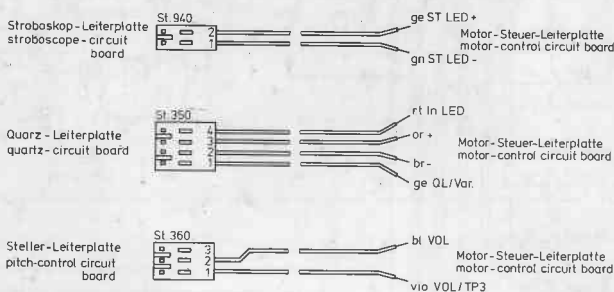 St. 940
Stroboskop-Leiterplatte
stroboscope-circuit
board
2
1
ge ST LED +
gn ST LED -
Motor-Steuer-Leiterplatte
motor-control circuit board
St. 350
Quarz-Leiterplatte
quartz-circuit board
4
3
2
1
rt In LED
or +
br -
ge QL/Var.
Motor-Steuer-Leiterplatte
motor-control circuit board
St. 360
Steller-Leiterplatte
pitch-control circuit
board
3
2
1
bl VOL
vio VOL/TP3
Motor-Steuer-Leiterplatte
motor-control circuit board